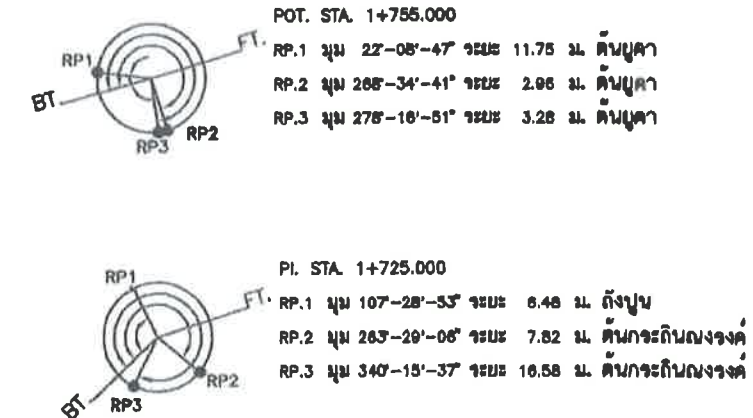 POT. STA. 1+755.000
FT.
RP1
RP.1 มุม 22°-08'-47" ระยะ 11.75 ม. ต้นยูคา
RP.2 มุม 268°-34'-41" ระยะ 2.96 ม. ต้นยูคา
BT
RP.3 มุม 278°-16'-51" ระยะ 3.28 ม. ต้นยูคา
RP2
RP3
PI. STA. 1+725.000
RP1
FT.
RP.1 มุม 107°-28'-53" ระยะ 6.48 ม. ถังปูน
RP.2 มุม 263°-29'-06" ระยะ 7.82 ม. ต้นกระถินณรงค์
RP.3 มุม 340°-15'-37" ระยะ 16.58 ม. ต้นกระถินณรงค์
RP2
BT
RP3